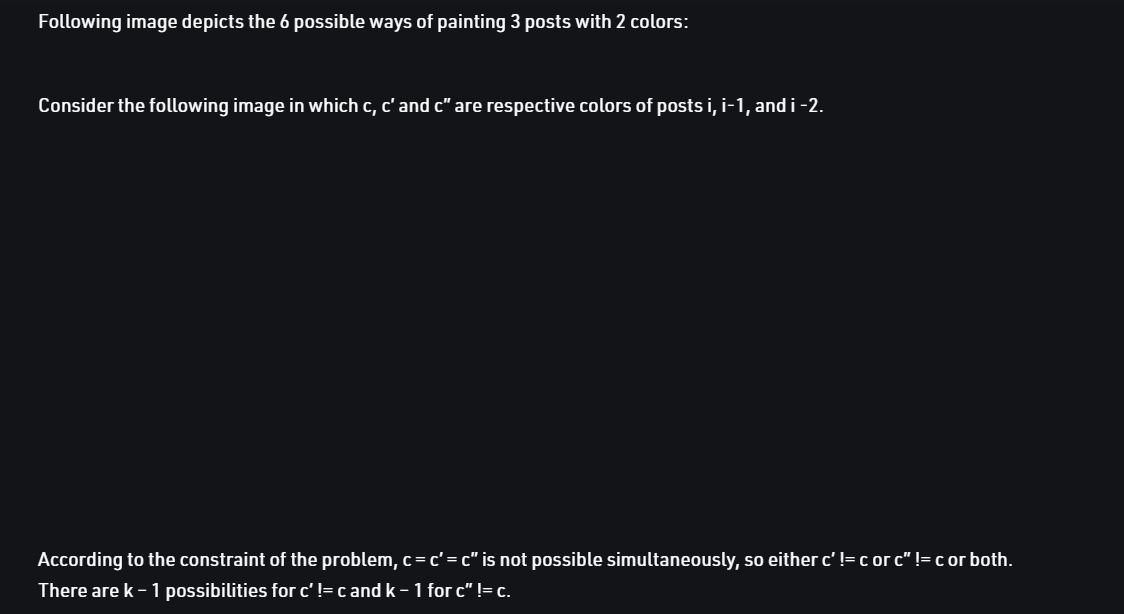 Following image depicts the 6 possible ways of painting 3 posts with 2 colors:
Consider the following image in which c, c’ and c” are respective colors of posts i, i-1, and i -2.
According to the constraint of the problem, c = c’ = c” is not possible simultaneously, so either c’ != c or c” != c or both.
There are k – 1 possibilities for c’ != c and k – 1 for c” != c.